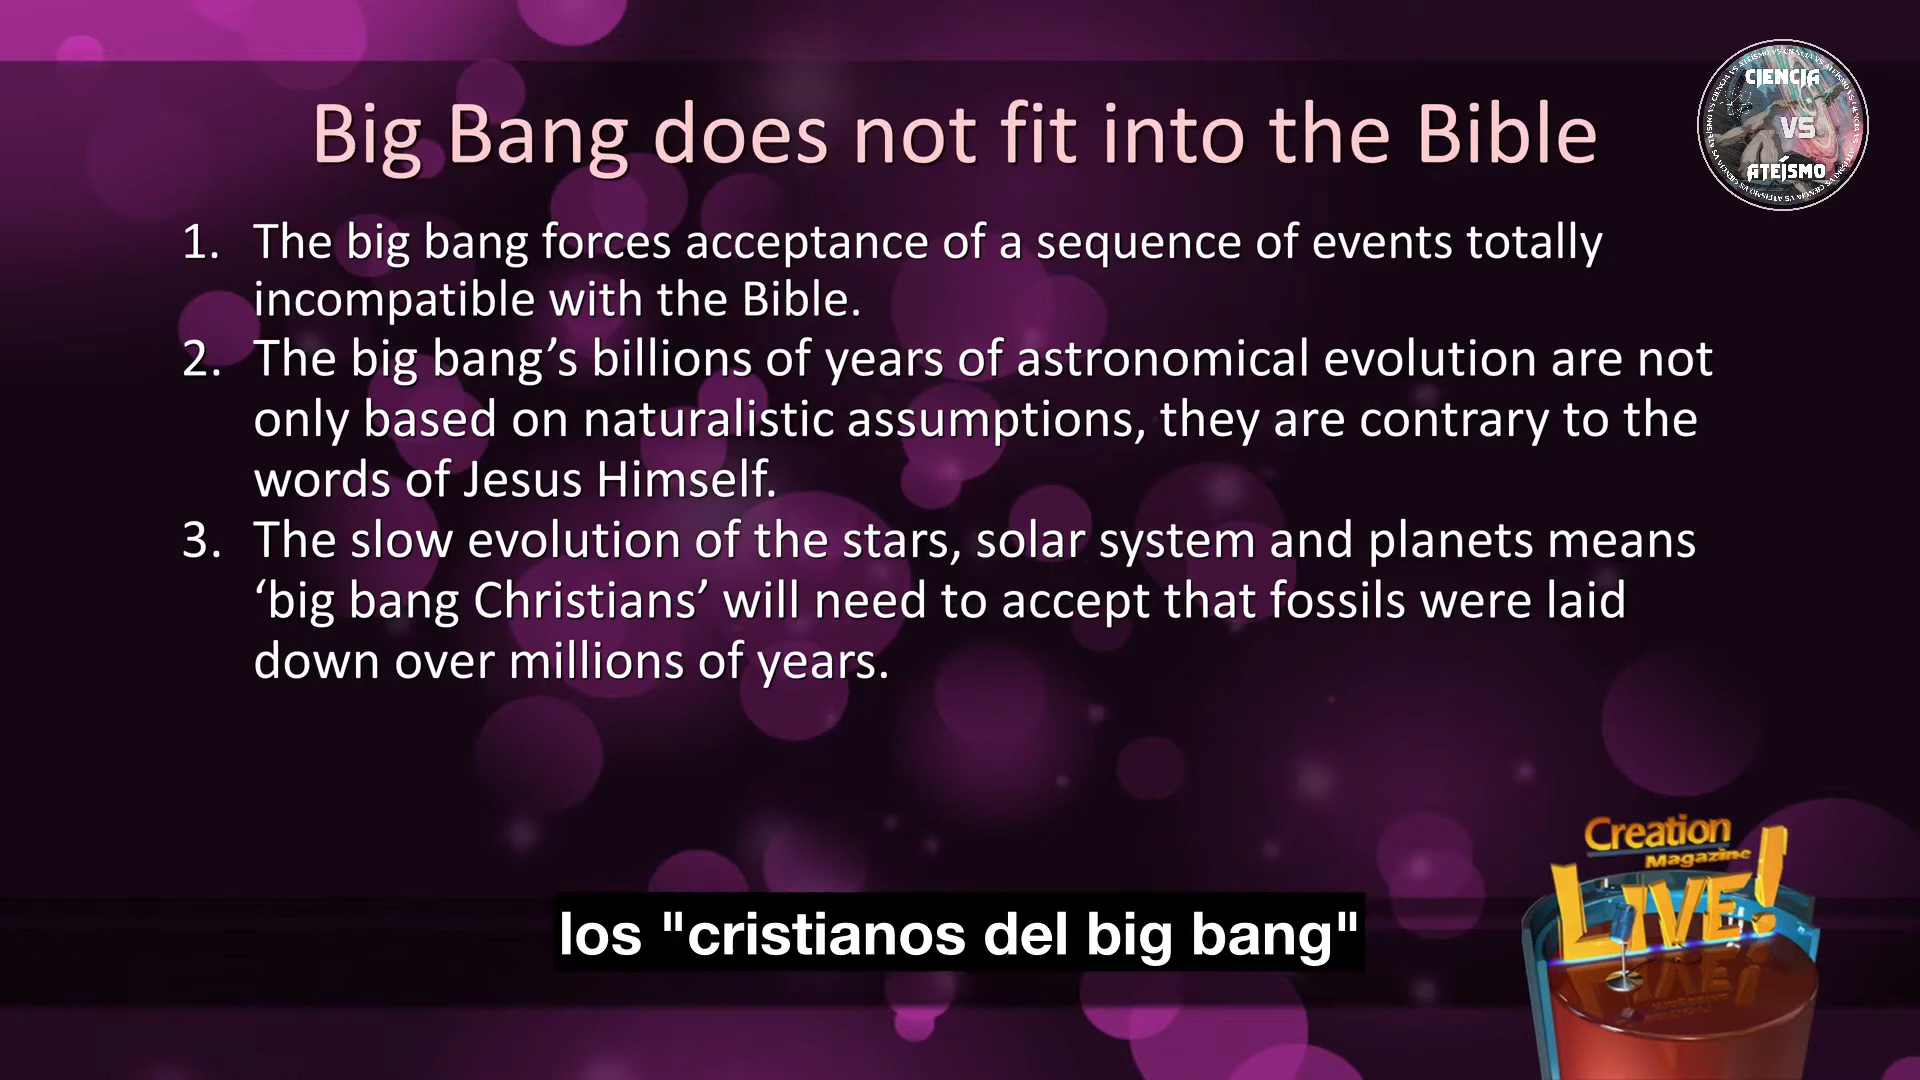 Big Bang does not fit into the Bible
CIENCIA
VS
ATEÍSMO
1. The big bang forces acceptance of a sequence of events totally
incompatible with the Bible.
2. The big bang’s billions of years of astronomical evolution are not
only based on naturalistic assumptions, they are contrary to the
words of Jesus Himself.
3. The slow evolution of the stars, solar system and planets means
‘big bang Christians’ will need to accept that fossils were laid
down over millions of years.
Creation
Magazine
LIVE!
los "cristianos del big bang"